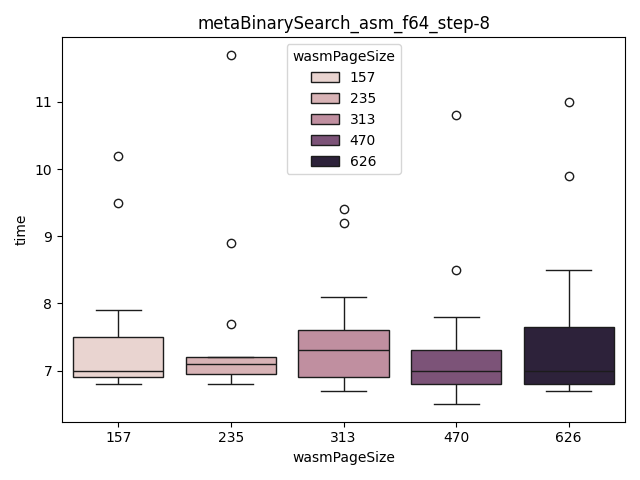 metaBinarySearch_asm_f64_step-8
wasmPageSize
157
235
313
470
626
time
11
10
9
8
7
157 235 313 470 626
wasmPageSize